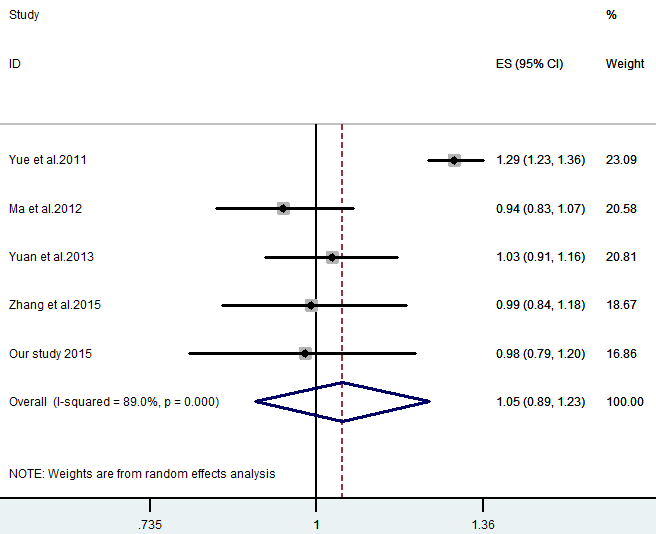 Study %
ID ES (95% CI) Weight
Yue et al.2011 1.29 (1.23, 1.36) 23.09
Ma et al.2012 0.94 (0.83, 1.07) 20.58
Yuan et al.2013 1.03 (0.91, 1.16) 20.81
Zhang et al.2015 0.99 (0.84, 1.18) 18.67
Our study 2015 0.98 (0.79, 1.20) 16.86
Overall (I-squared = 89.0%, p = 0.000) 1.05 (0.89, 1.23) 100.00
NOTE: Weights are from random effects analysis
.735 1 1.36